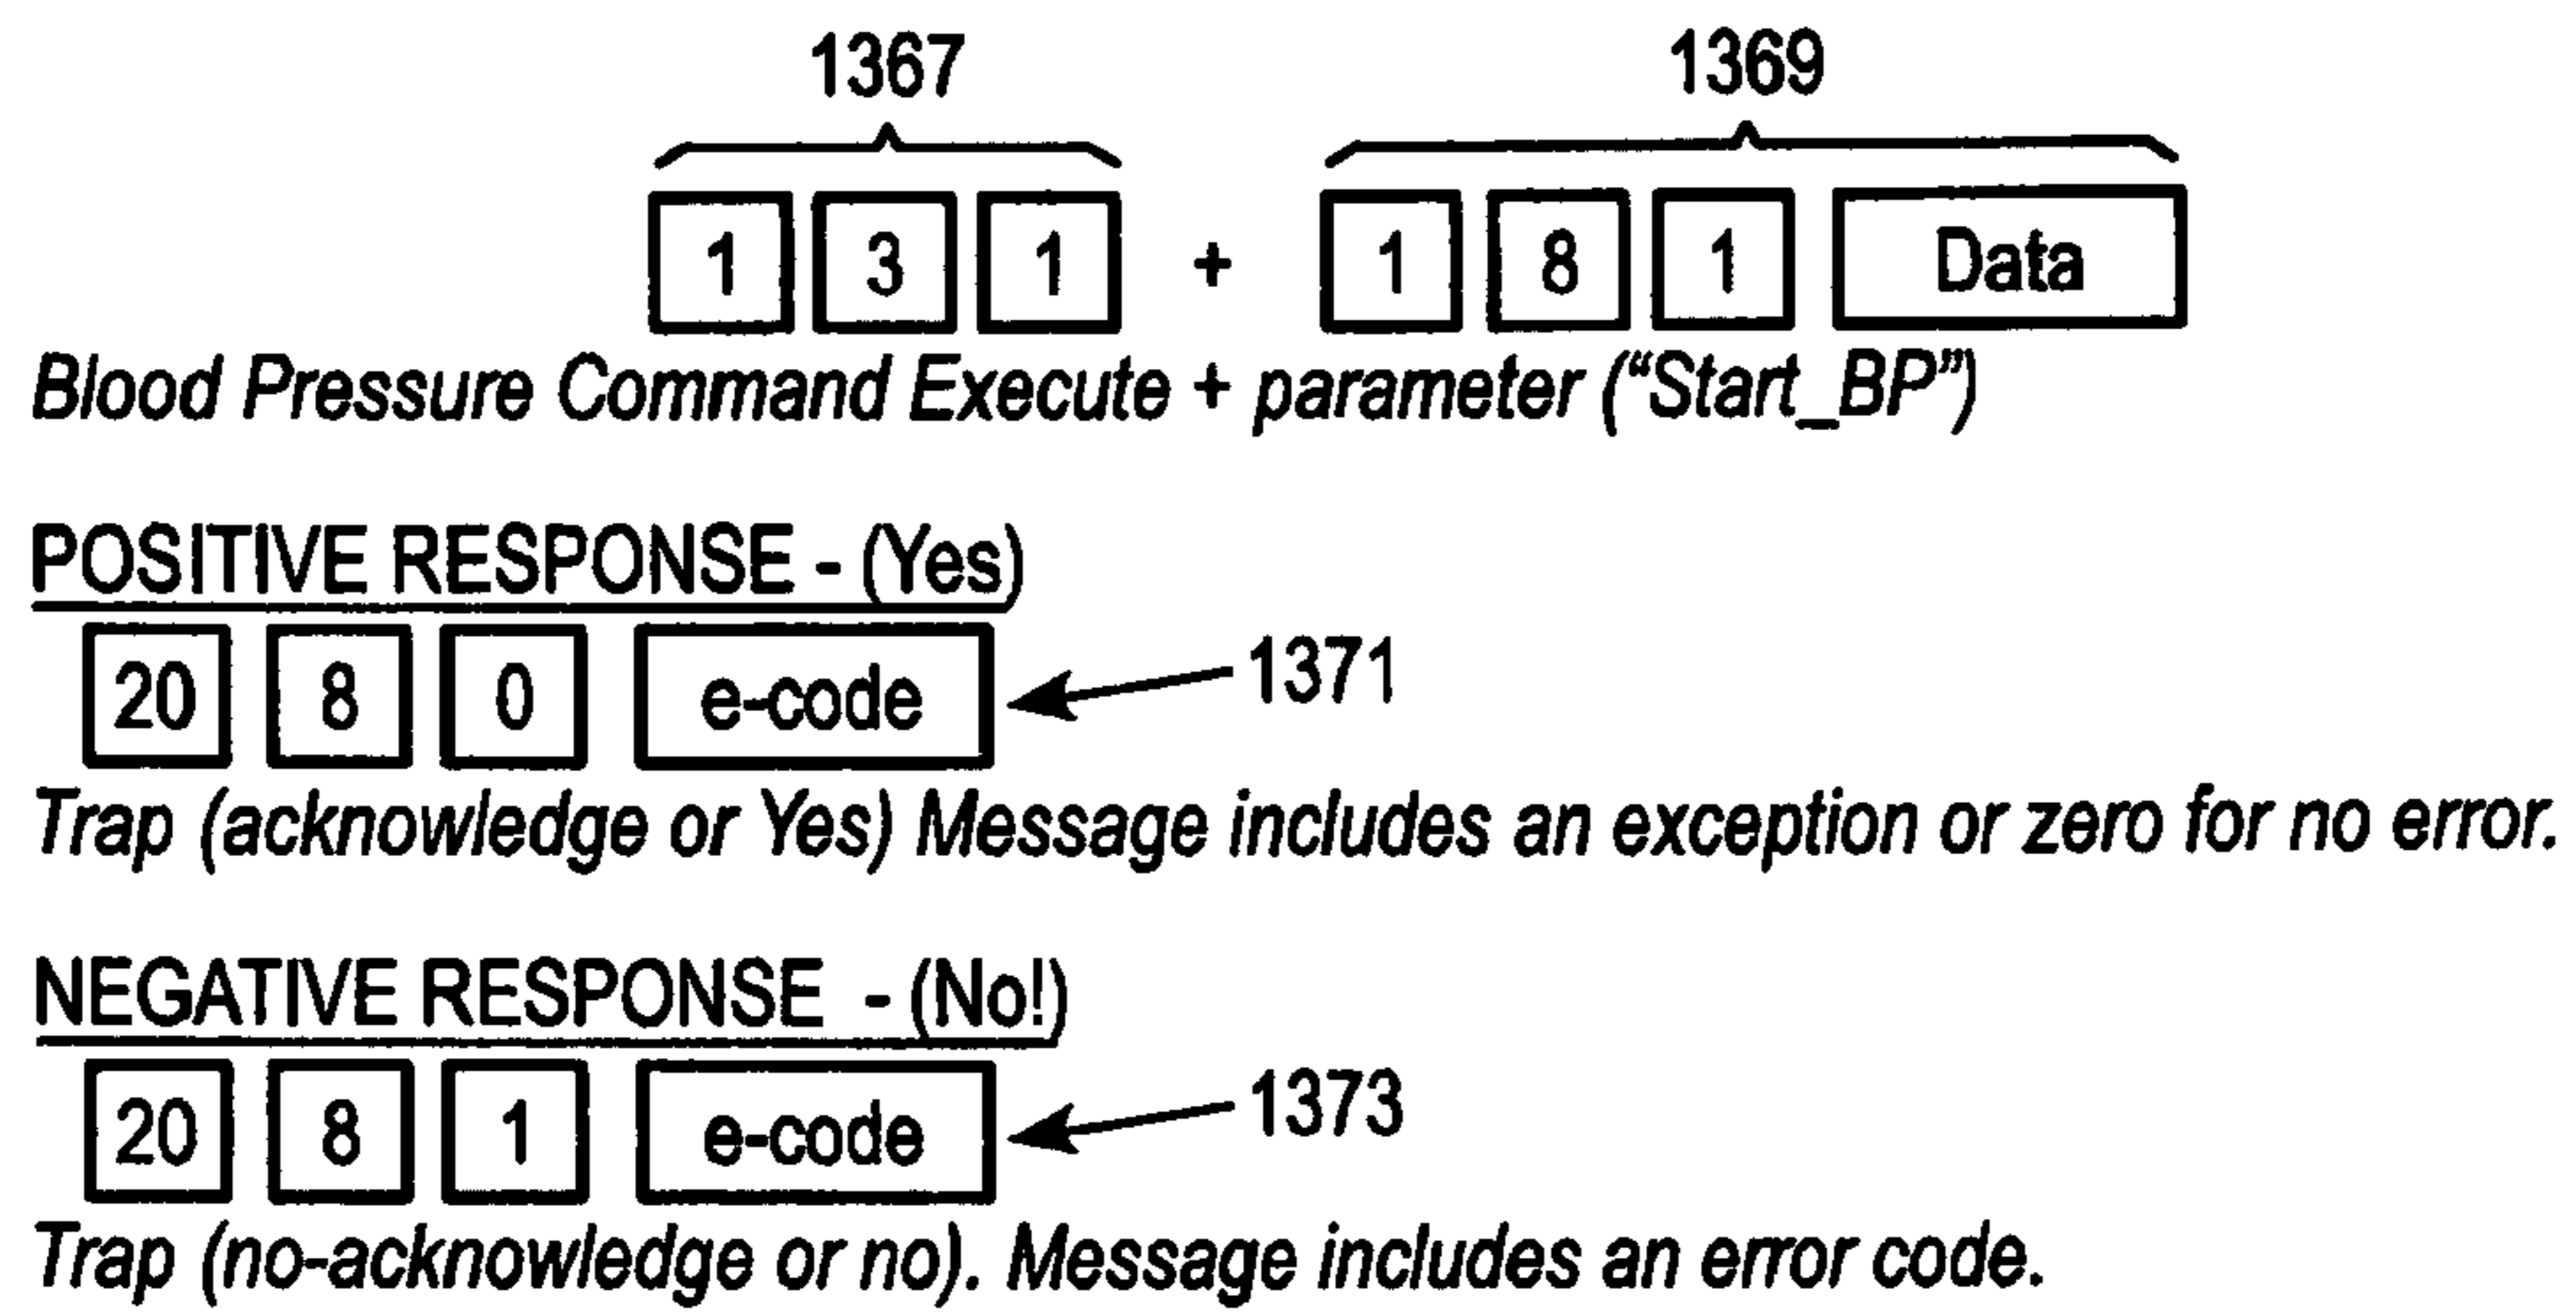 1367 1369
1 3 1 + 1 8 1 Data
Blood Pressure Command Execute + parameter (“Start_BP”)
POSITIVE RESPONSE - (Yes)
20 8 0 e-code 1371
Trap (acknowledge or Yes) Message includes an exception or zero for no error.
NEGATIVE RESPONSE - (No!)
20 8 1 e-code 1373
Trap (no-acknowledge or no). Message includes an error code.